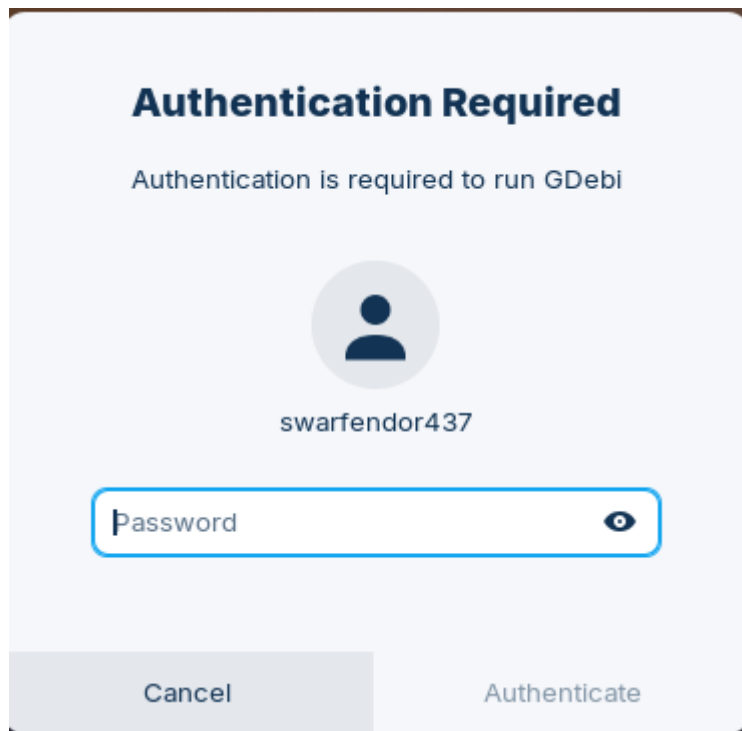 Authentication Required
Authentication is required to run GDebi
swarfendor437
Password
Cancel
Authenticate